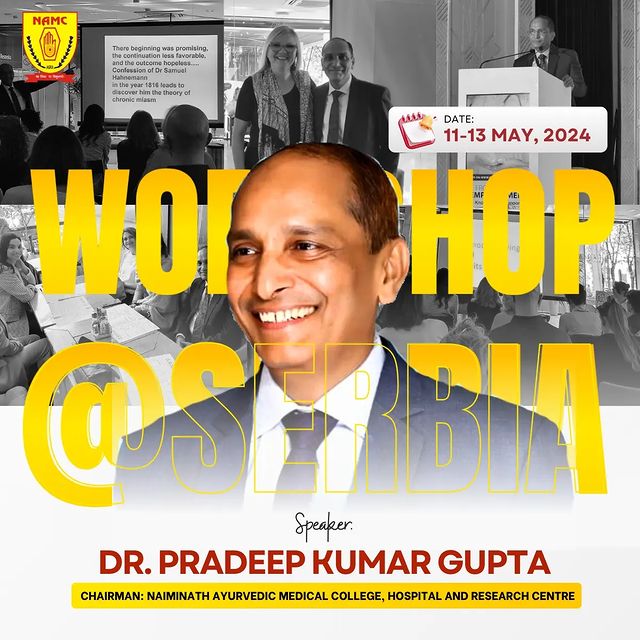 NAMC
There beginning was promising,
the continuation less favorable,
and the outcome hopeless....
Confession of Dr Samuel
Hahnemann
in the year 1816 leads to
discover him the theory of
chronic miasm
DATE:
11-13 MAY, 2024
@SERBIA
Speaker:
DR. PRADEEP KUMAR GUPTA
CHAIRMAN: NAIMINATH AYURVEDIC MEDICAL COLLEGE, HOSPITAL AND RESEARCH CENTRE